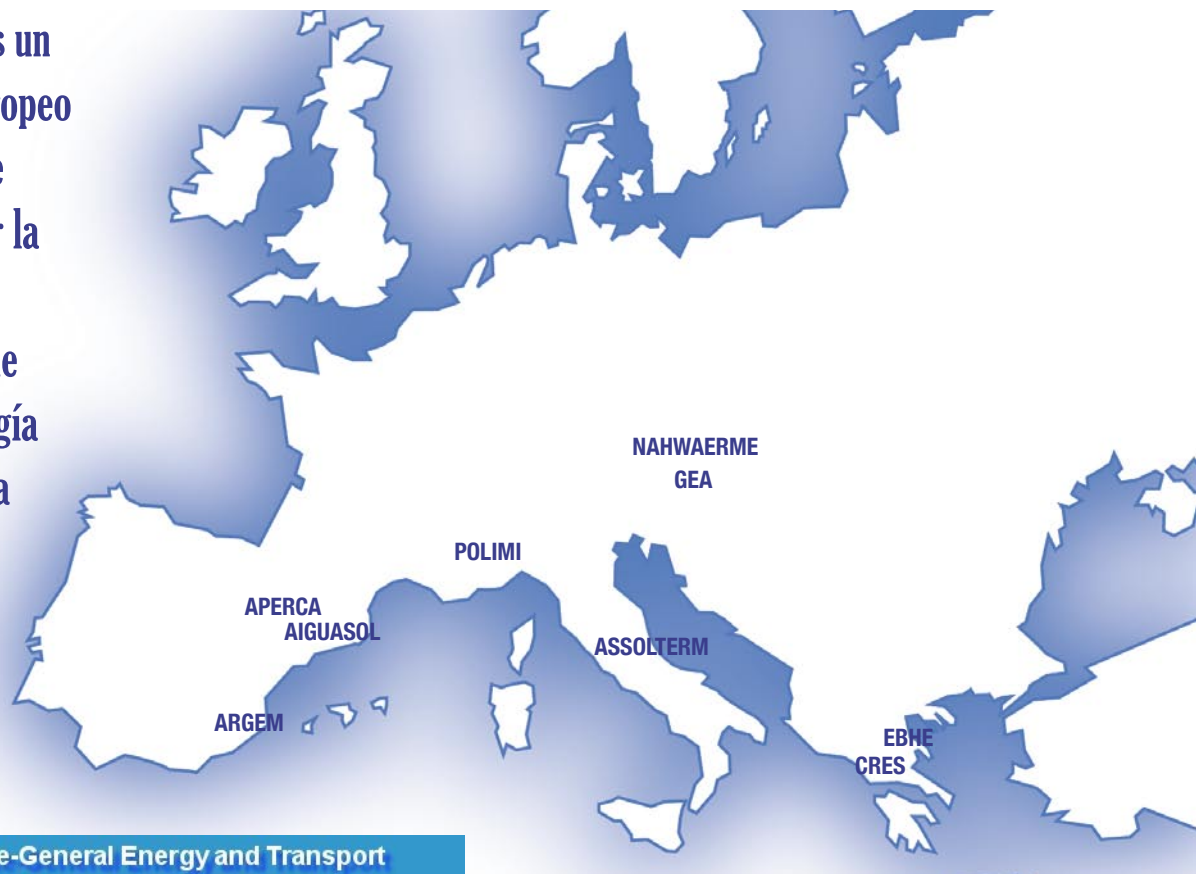 un
opeo
e
la
e
gía
a
NAHWAERME
GEA
POLIMI
APERCA
AIGUASOL
ASSOLTERM
ARGEM
EBHE
CRES
e-General Energy and Transport